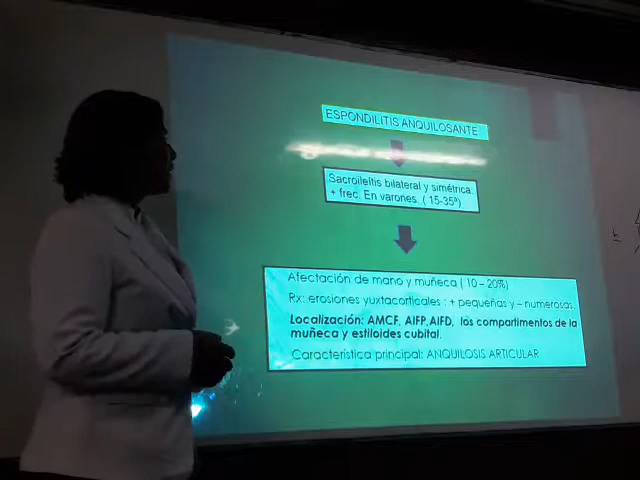 ESPONDILITIS ANQUILOSANTE
Sacroileítis bilateral y simétrica.
+ frec. En varones ( 15-35ª)
Afectación de mano y muñeca ( 10 – 20%)
Rx: erosiones yuxtacorticales : + pequeñas y – numerosas.
Localización: AMCF, AIFP,AIFD, los compartimentos de la
muñeca y estiloides cubital.
Característica principal: ANQUILOSIS ARTICULAR